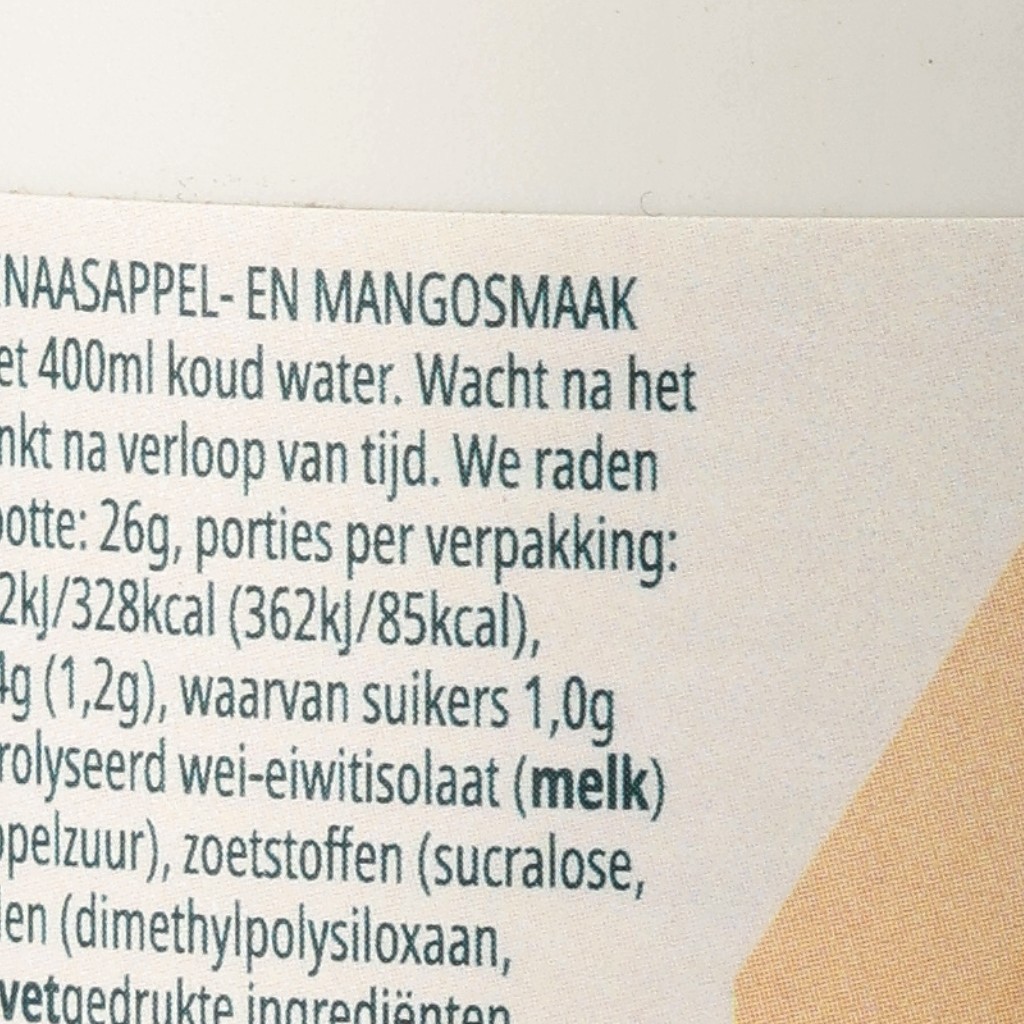 NAASAPPEL- EN MANGOSMAAK
et 400ml koud water. Wacht na het
nkt na verloop van tijd. We raden
ootte: 26g, porties per verpakking:
2kJ/328kcal (362kJ/85kcal),
4g (1,2g), waarvan suikers 1,0g
rolyseerd wei-eiwitisolaat (melk)
ppelzuur), zoetstoffen (sucralose,
len (dimethylpolysiloxaan,
vetgedrukte ingrediënten